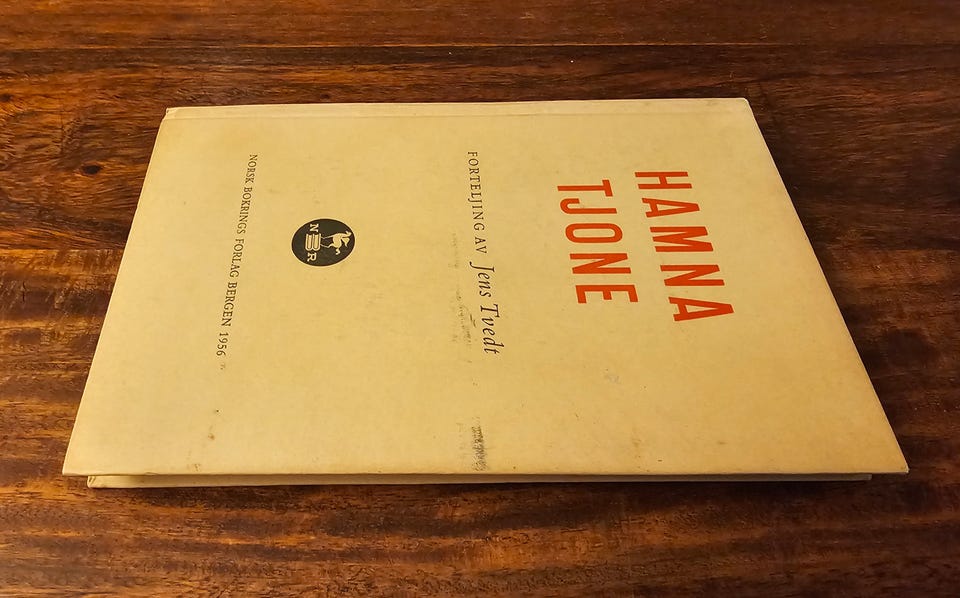 HAMNA
TJONE
FORTELJING AV Jens Tvedt
N B R
NORSK BOKRINGS FORLAG BERGEN 1956